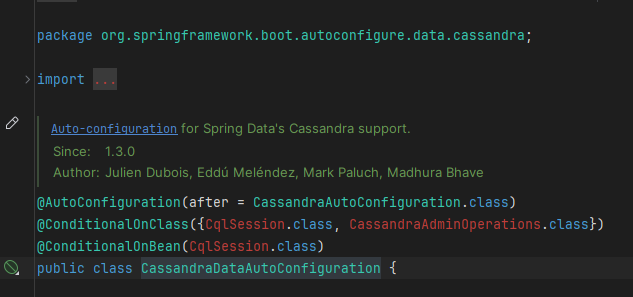 package org.springframework.boot.autoconfigure.data.cassandra;
import ...
Auto-configuration for Spring Data's Cassandra support.
Since: 1.3.0
Author: Julien Dubois, Eddú Meléndez, Mark Paluch, Madhura Bhave
@AutoConfiguration(after = CassandraAutoConfiguration.class)
@ConditionalOnClass({CqlSession.class, CassandraAdminOperations.class})
@ConditionalOnBean(CqlSession.class)
public class CassandraDataAutoConfiguration {